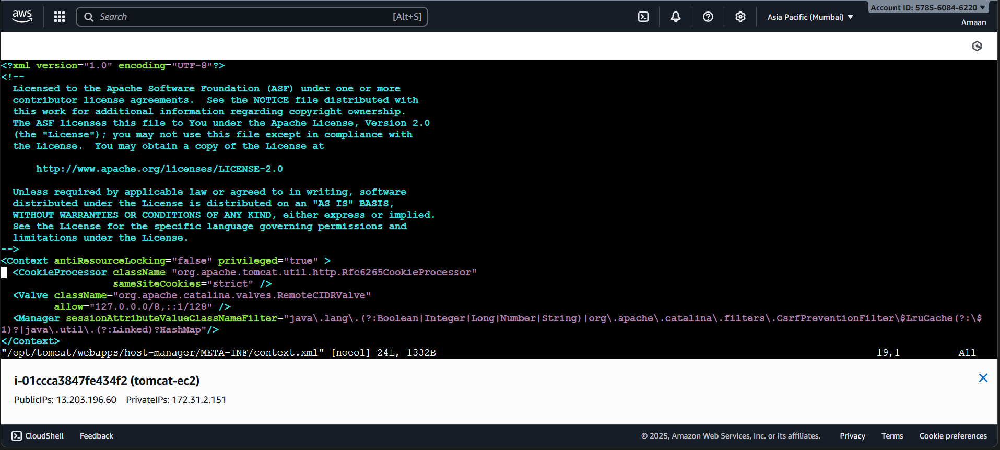 aws
Search [Alt+S]
Asia Pacific (Mumbai)
Account ID: 5785-6084-6220
Amaan
<?xml version="1.0" encoding="UTF-8"?>
<!--
  Licensed to the Apache Software Foundation (ASF) under one or more
  contributor license agreements.  See the NOTICE file distributed with
  this work for additional information regarding copyright ownership.
  The ASF licenses this file to You under the Apache License, Version 2.0
  (the "License"); you may not use this file except in compliance with
  the License.  You may obtain a copy of the License at
      http://www.apache.org/licenses/LICENSE-2.0
  Unless required by applicable law or agreed to in writing, software
  distributed under the License is distributed on an "AS IS" BASIS,
  WITHOUT WARRANTIES OR CONDITIONS OF ANY KIND, either express or implied.
  See the License for the specific language governing permissions and
  limitations under the License.
-->
<Context antiResourceLocking="false" privileged="true" >
  <CookieProcessor className="org.apache.tomcat.util.http.Rfc6265CookieProcessor"
                   sameSiteCookies="strict" />
  <Valve className="org.apache.catalina.valves.RemoteCIDRValve"
         allow="127.0.0.0/8,::1/128" />
  <Manager sessionAttributeValueClassNameFilter="java\.lang\.(?:Boolean|Integer|Long|Number|String)|org\.apache\.catalina\.filters\.CsrfPreventionFilter\$LruCache(?:\$
1)?|java\.util\.(?:Linked)?HashMap"/>
</Context>
"/opt/tomcat/webapps/host-manager/META-INF/context.xml" [noeol] 24L, 1332B 19,1 All
i-01ccca3847fe434f2 (tomcat-ec2)
PublicIPs: 13.203.196.60 PrivateIPs: 172.31.2.151
CloudShell Feedback © 2025, Amazon Web Services, Inc. or its affiliates. Privacy Terms Cookie preferences